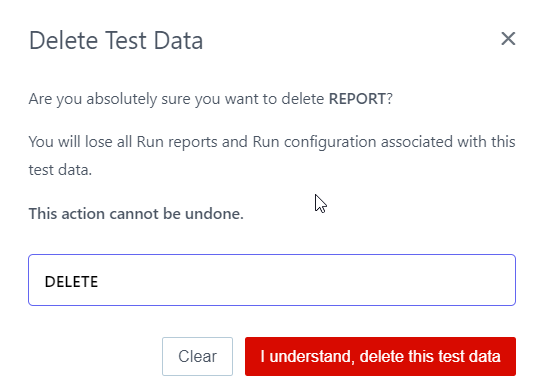 Delete Test Data
Are you absolutely sure you want to delete REPORT?
You will lose all Run reports and Run configuration associated with this
test data.
This action cannot be undone.
DELETE
Clear
I understand, delete this test data